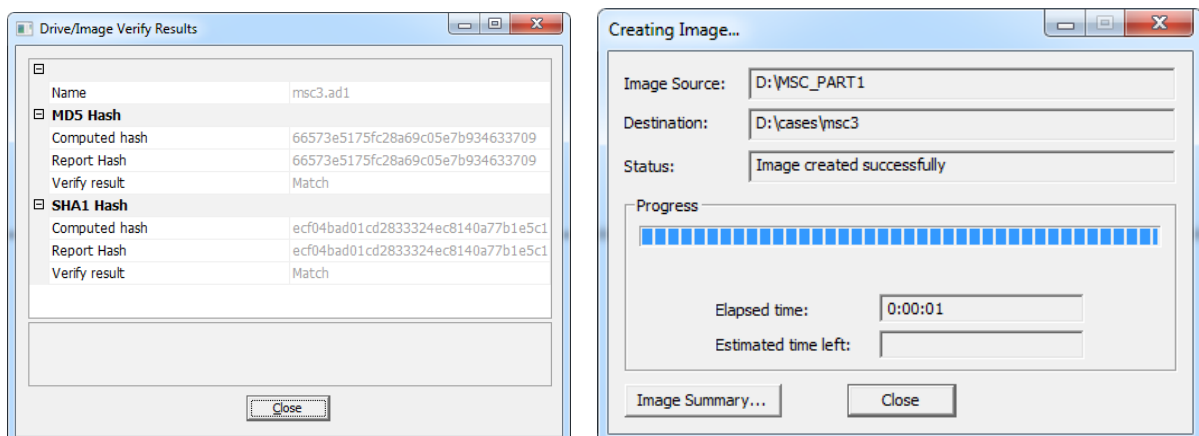 Drive/Image Verify Results
Name msc3.ad1
MD5 Hash
Computed hash 66573e5175fc28a69c05e7b934633709
Report Hash 66573e5175fc28a69c05e7b934633709
Verify result Match
SHA1 Hash
Computed hash ecf04bad01cd2833324ec8140a77b1e5c1
Report Hash ecf04bad01cd2833324ec8140a77b1e5c1
Verify result Match
Close
Creating Image...
Image Source: D:\MSC_PART1
Destination: D:\cases\msc3
Status: Image created successfully
Progress
Elapsed time: 0:00:01
Estimated time left:
Image Summary... Close